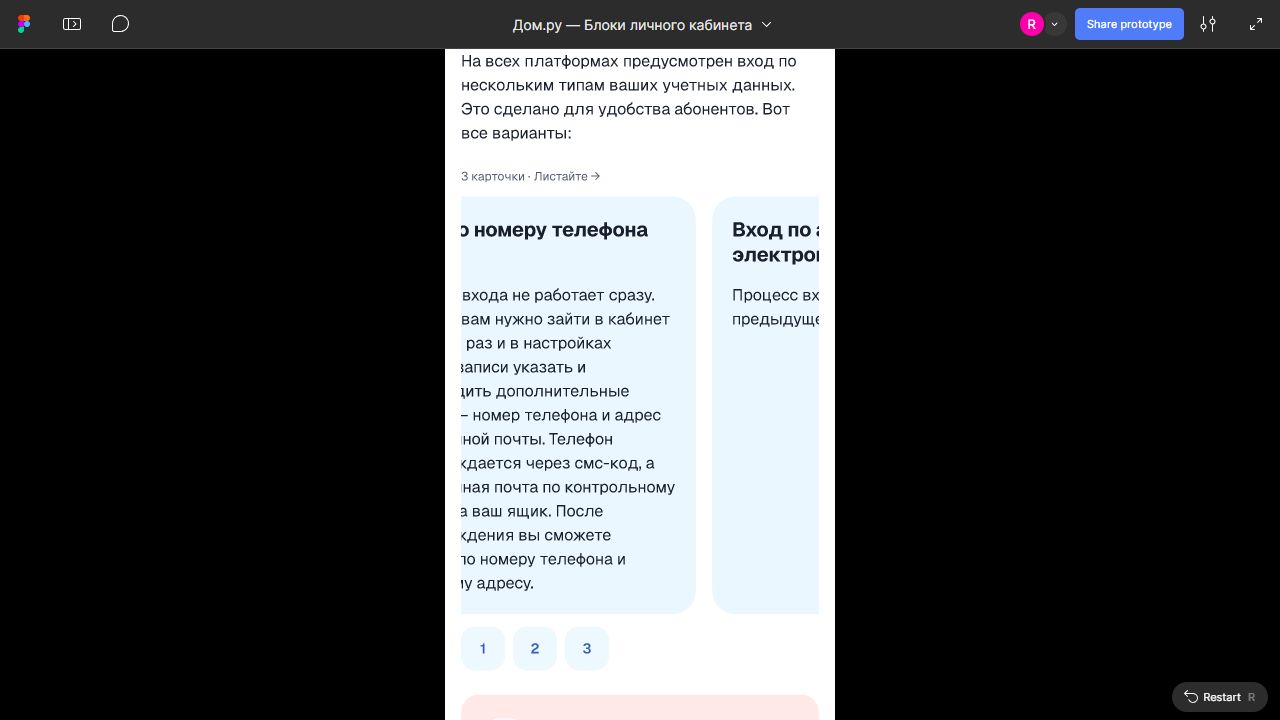 Дом.ру — Блоки личного кабинета
R
Share prototype
На всех платформах предусмотрен вход по
нескольким типам ваших учетных данных.
Это сделано для удобства абонентов. Вот
все варианты:
3 карточки · Листайте →
о номеру телефона
входа не работает сразу.
вам нужно зайти в кабинет
раз и в настройках
записи указать и
дить дополнительные
— номер телефона и адрес
ной почты. Телефон
ждается через смс-код, а
ная почта по контрольному
а ваш ящик. После
ждения вы сможете
по номеру телефона и
му адресу.
Вход по
электро
Процесс вх
предыдуще
1
2
3
Restart R